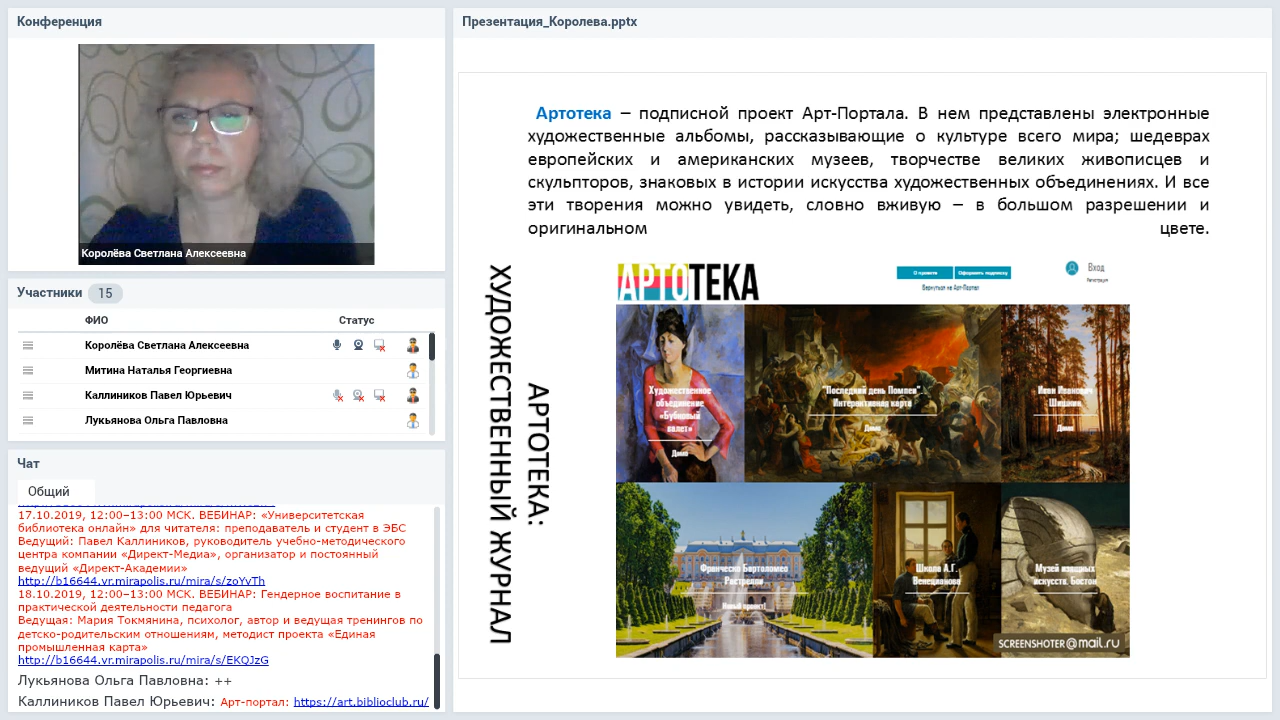 Конференция
Королёва Светлана Алексеевна
Участники 15
ФИО Статус
Королёва Светлана Алексеевна
Митина Наталья Георгиевна
Каллиников Павел Юрьевич
Лукьянова Ольга Павловна
Чат
Общий
17.10.2019, 12:00–13:00 МСК. ВЕБИНАР: «Университетская
библиотека онлайн» для читателя: преподаватель и студент в ЭБС
Ведущий: Павел Каллиников, руководитель учебно-методического
центра компании «Директ-Медиа», организатор и постоянный
ведущий «Директ-Академии»
http://b16644.vr.mirapolis.ru/mira/s/zoYvTh
18.10.2019, 12:00–13:00 МСК. ВЕБИНАР: Гендерное воспитание в
практической деятельности педагога
Ведущая: Мария Токмянина, психолог, автор и ведущая тренингов по
детско-родительским отношениям, методист проекта «Единая
промышленная карта»
http://b16644.vr.mirapolis.ru/mira/s/EKQJzG
Лукьянова Ольга Павловна: ++
Каллиников Павел Юрьевич: Арт-портал: https://art.biblioclub.ru/
Презентация_Королева.pptx
Артотека – подписной проект Арт-Портала. В нем представлены электронные
художественные альбомы, рассказывающие о культуре всего мира; шедеврах
европейских и американских музеев, творчестве великих живописцев и
скульпторов, знаковых в истории искусства художественных объединениях. И все
эти творения можно увидеть, словно вживую – в большом разрешении и
оригинальном цвете.
АРТОТЕКА:
ХУДОЖЕСТВЕННЫЙ ЖУРНАЛ
АРТОТЕКА
О проекте Оформить подписку
Вернуться на Арт-Портал
Вход
Регистрация
Художественное
объединение
«Бубновый
валет»
Демо
"Последний день Помпеи".
Интерактивная карта
Демо
Иван Иванович
Шишкин
Демо
Франческо Бартоломео
Растрелли
Новый проект!
Школа А.Г.
Венецианова
Музей изящных
искусств. Бостон
SCREENSHOTER@mail.ru